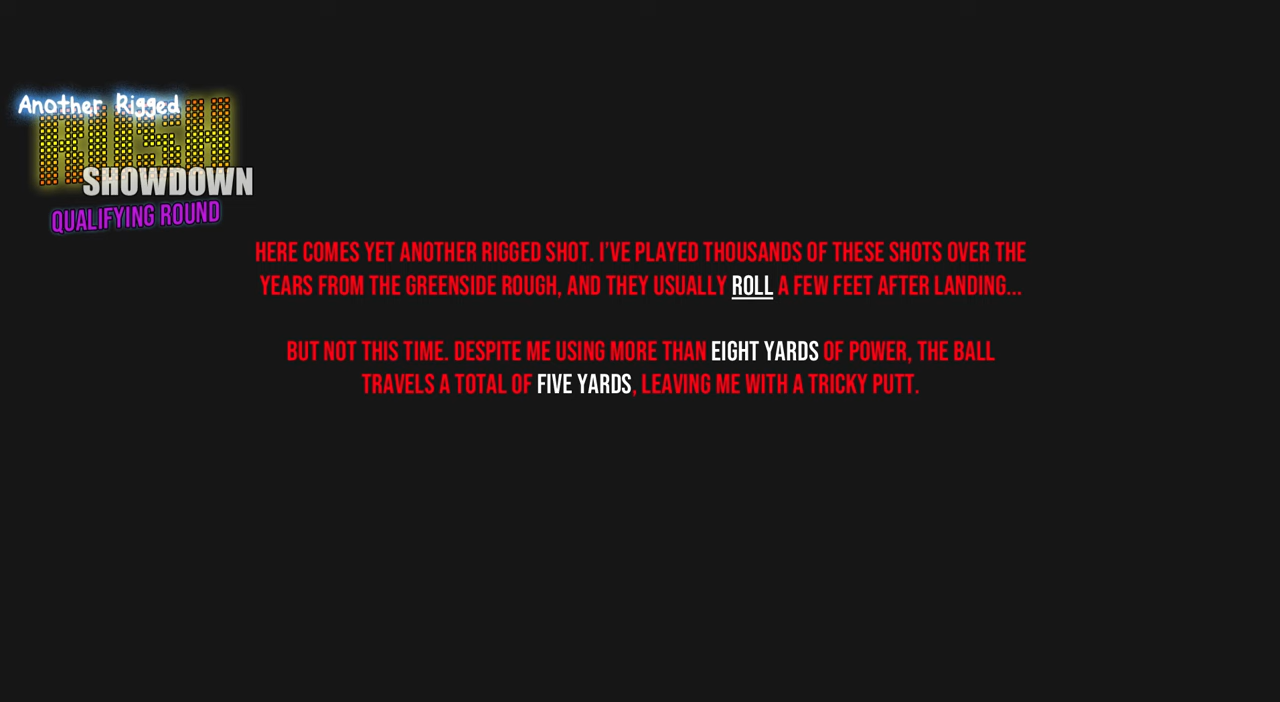 Another Rigged
RUSH
SHOWDOWN
QUALIFYING ROUND
HERE COMES YET ANOTHER RIGGED SHOT. I'VE PLAYED THOUSANDS OF THESE SHOTS OVER THE
YEARS FROM THE GREENSIDE ROUGH, AND THEY USUALLY ROLL A FEW FEET AFTER LANDING...
BUT NOT THIS TIME. DESPITE ME USING MORE THAN EIGHT YARDS OF POWER, THE BALL
TRAVELS A TOTAL OF FIVE YARDS, LEAVING ME WITH A TRICKY PUTT.